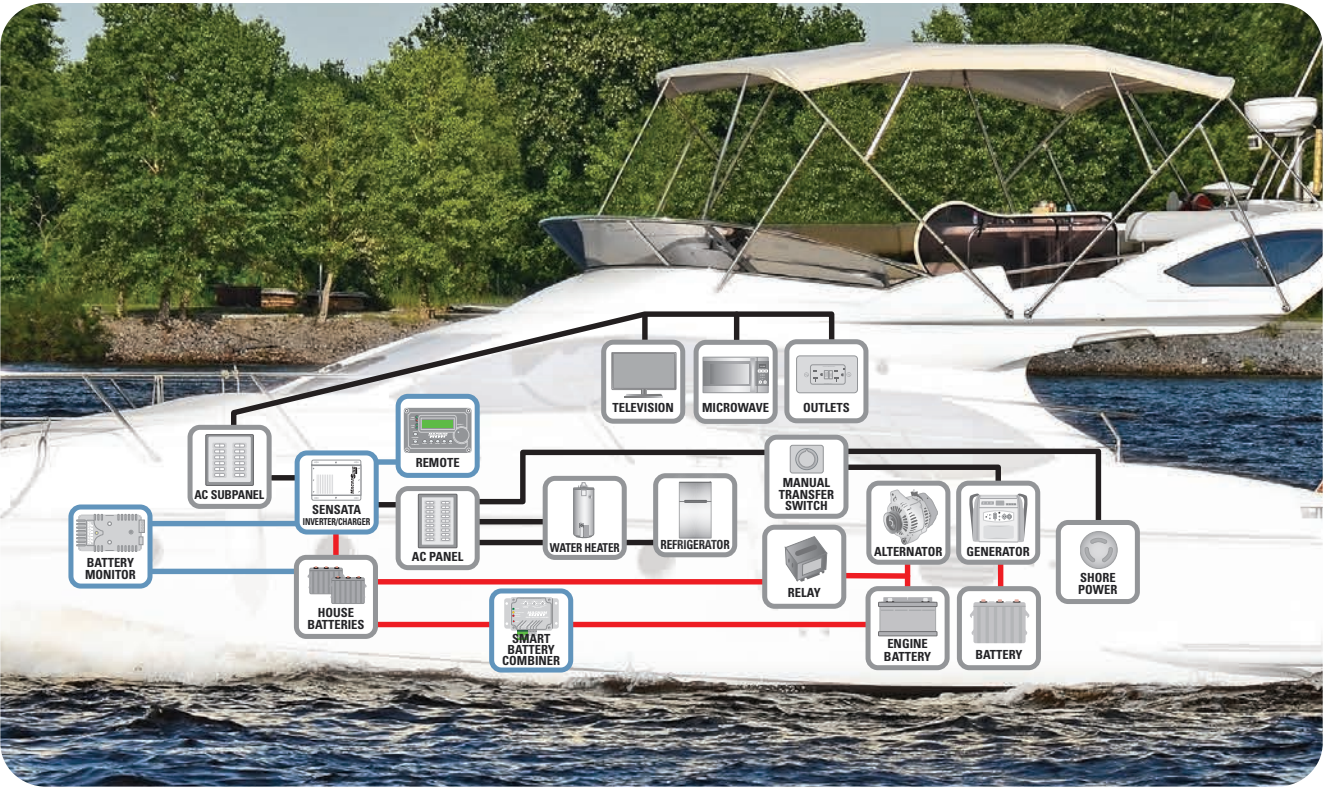 TELEVISION
MICROWAVE
OUTLETS
REMOTE
AC SUBPANEL
SENSATA
INVERTER/CHARGER
MANUAL
TRANSFER
SWITCH
AC PANEL
WATER HEATER
REFRIGERATOR
ALTERNATOR
GENERATOR
BATTERY
MONITOR
SHORE
POWER
RELAY
HOUSE
BATTERIES
SMART
BATTERY
COMBINER
ENGINE
BATTERY
BATTERY